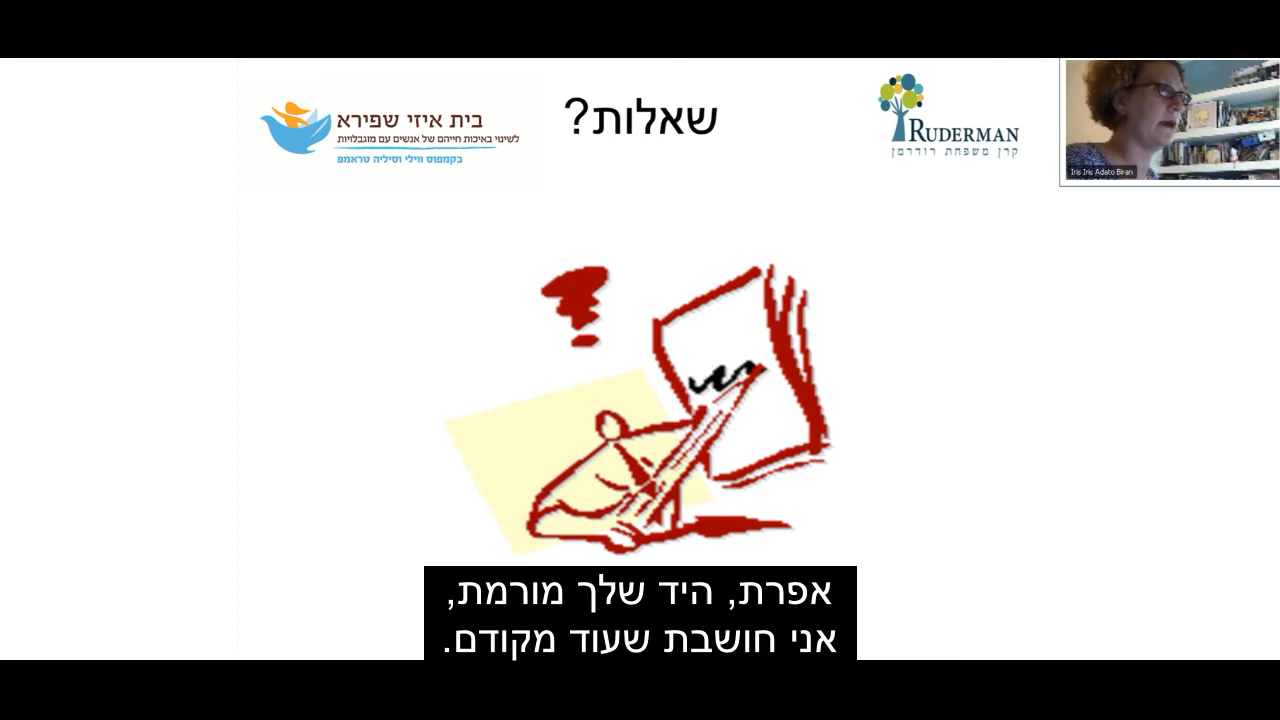 שאלות?
RUDERMAN
קרן משפחת רודרמן
בית איזי שפירא
לשינוי באיכות חייהם של אנשים עם מוגבלויות
בקמפוס ווילי וסיליה טראמפ
Iris Iris Adato Biran
אפרת, היד שלך מורמת,
אני חושבת שעוד מקודם.